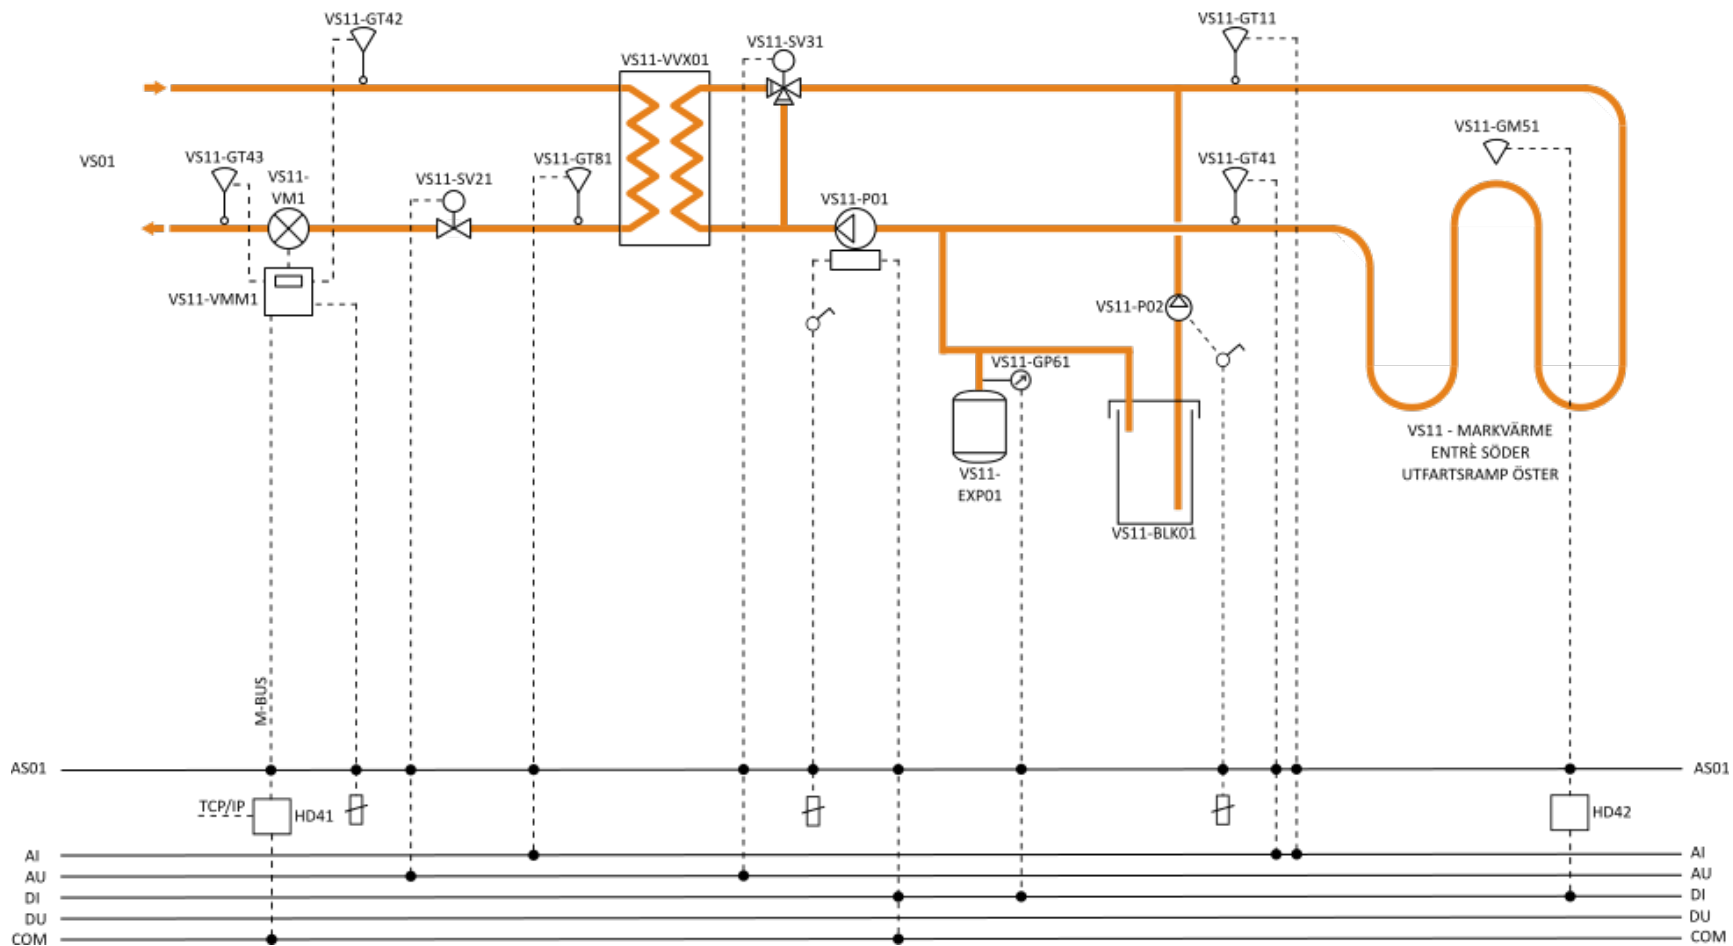 VS11-GT42
VS11-GT11
VS11-SV31
VS11-VVX01
VS11-GM51
VS01
VS11-GT43
VS11-
VM1
VS11-SV21
VS11-GT81
VS11-GT41
VS11-P01
VS11-VMM1
VS11-P02
VS11-GP61
VS11-
EXP01
VS11-BLK01
VS11 - MARKVÄRME
ENTRÈ SÖDER
UTFARTSRAMP ÖSTER
M-BUS
AS01
AS01
TCP/IP
HD41
HD42
AI
AI
AU
AU
DI
DI
DU
DU
COM
COM